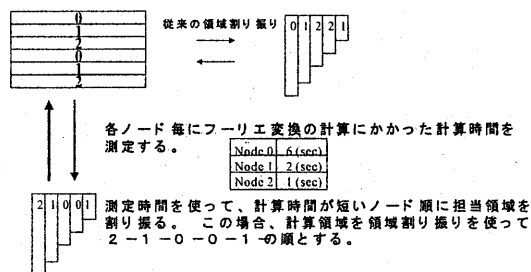 0
1
2
0
1
2
従来の領域割り振り
0 1 2 2 1
各ノード毎にフーリエ変換の計算にかかった計算時間を
測定する。
Node 0 6 (sec)
Node 1 2 (sec)
Node 2 1 (sec)
2 1 0 0 1
測定時間を使って、計算時間が短いノード順に担当領域を
割り振る。 この場合、計算領域を領域割り振りを使って
2－1－0－0－1－の順とする。